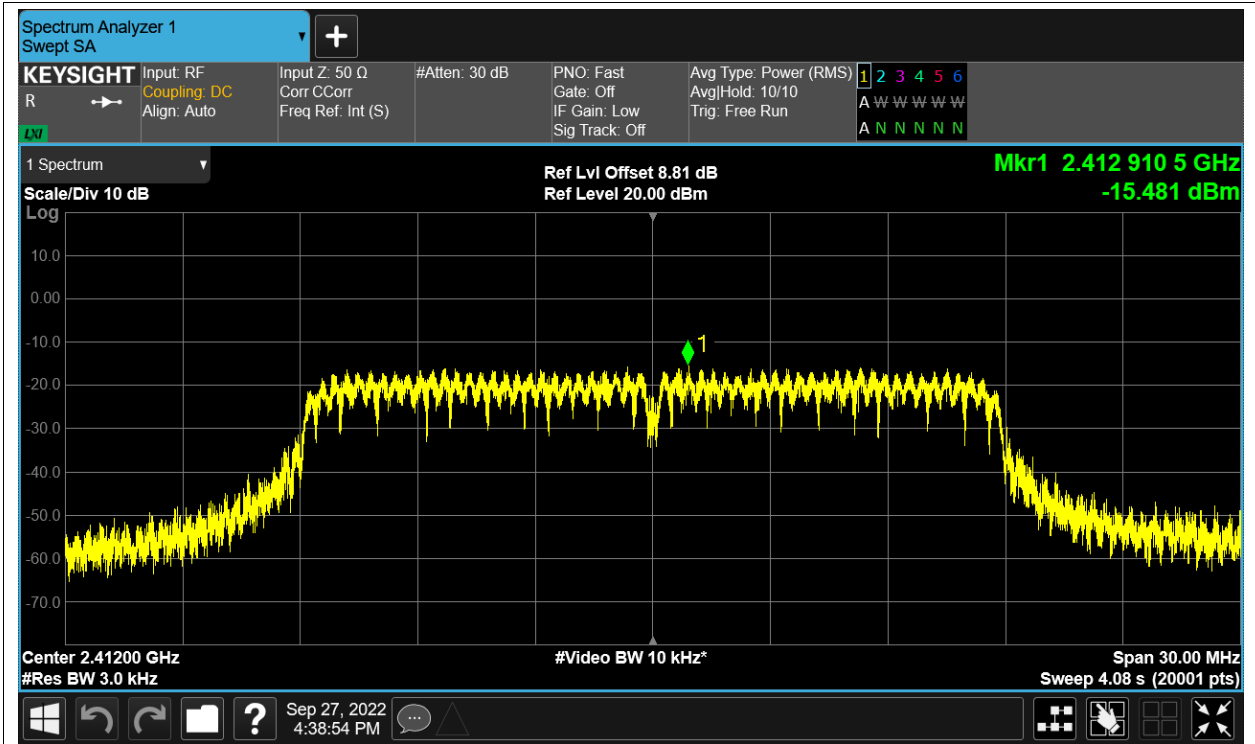 Spectrum Analyzer 1
Swept SA
+
KEYSIGHT
R
LXI
Input: RF
Coupling: DC
Align: Auto
Input Z: 50 Ω
Corr CCorr
Freq Ref: Int (S)
#Atten: 30 dB
PNO: Fast
Gate: Off
IF Gain: Low
Sig Track: Off
Avg Type: Power (RMS)
Avg|Hold: 10/10
Trig: Free Run
1 2 3 4 5 6
A W W W W W
A N N N N N
1 Spectrum
Scale/Div 10 dB
Log
Ref Lvl Offset 8.81 dB
Ref Level 20.00 dBm
Mkr1 2.412 910 5 GHz
-15.481 dBm
10.0
0.00
-10.0
1
-20.0
-30.0
-40.0
-50.0
-60.0
-70.0
Center 2.41200 GHz
#Res BW 3.0 kHz
#Video BW 10 kHz*
Span 30.00 MHz
Sweep 4.08 s (20001 pts)
?
Sep 27, 2022
4:38:54 PM